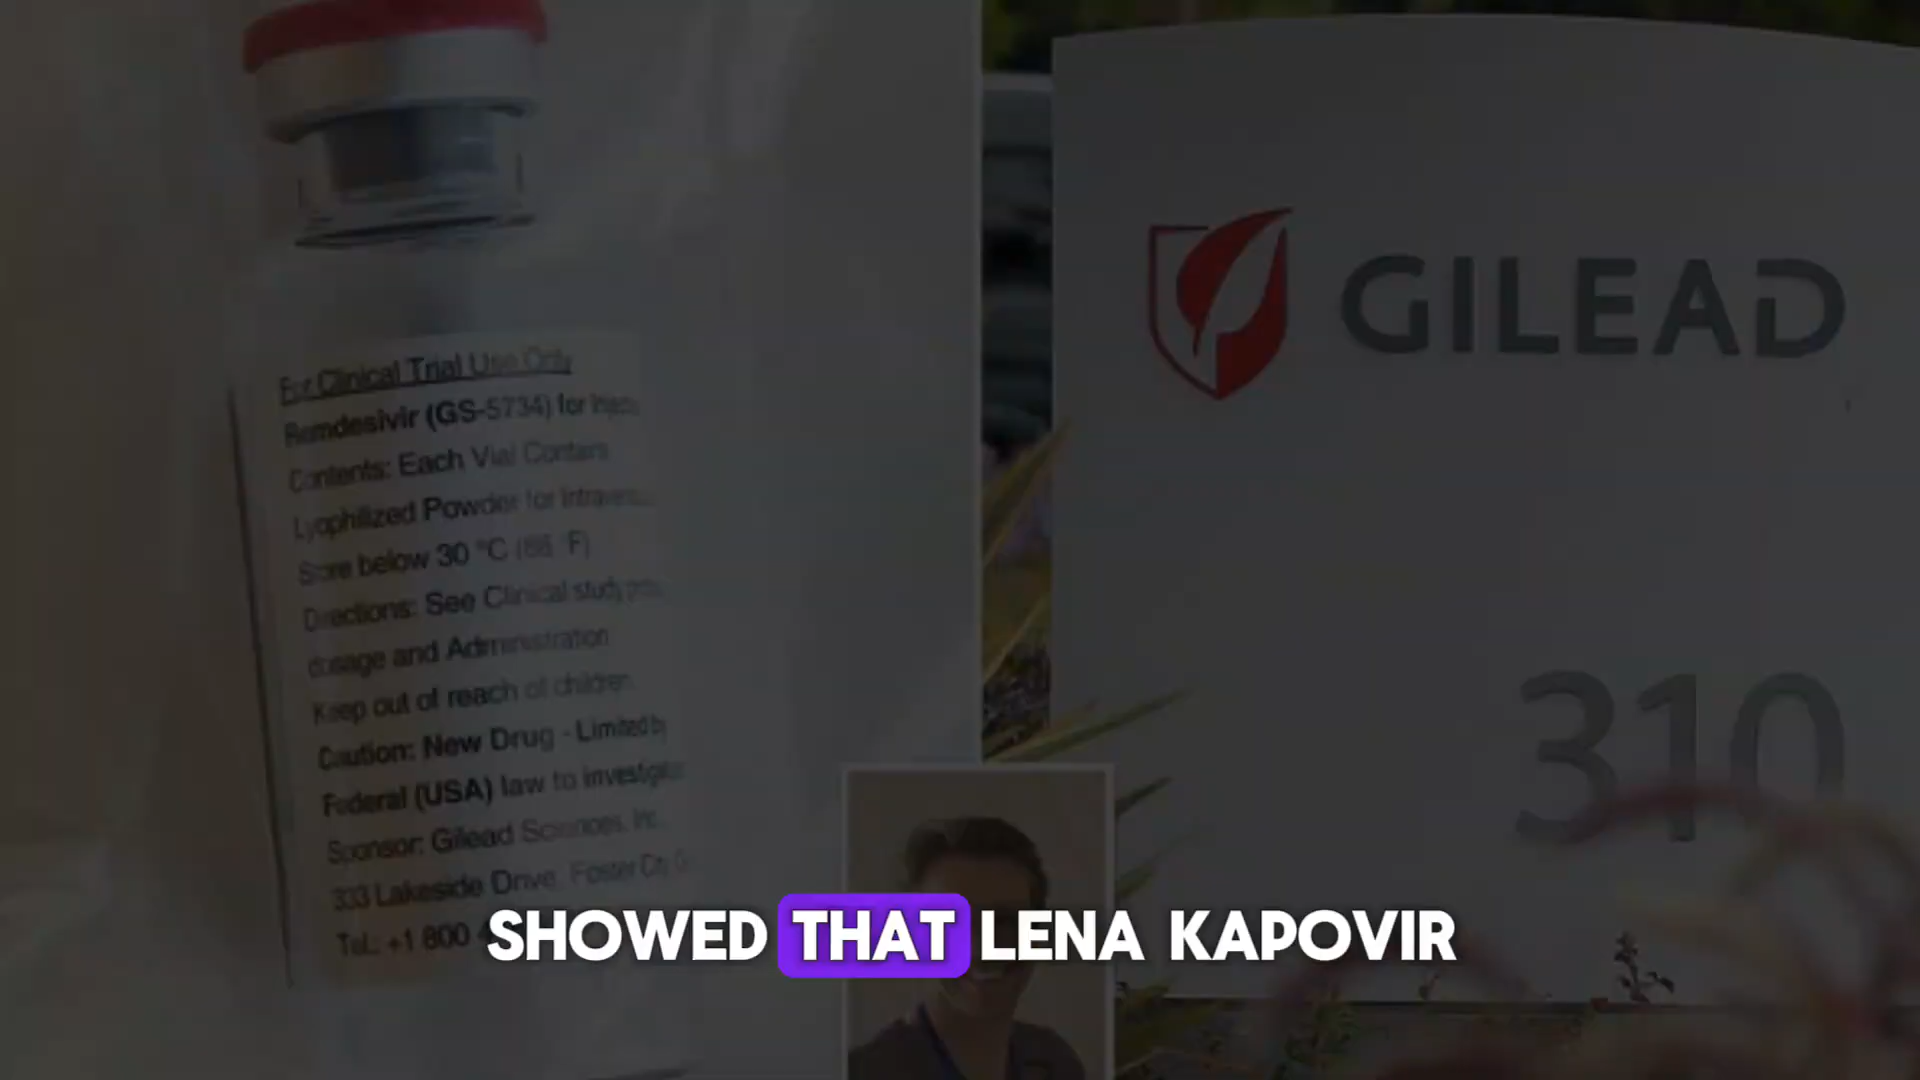 For Clinical Trial Use Only
Remdesivir (GS-5734) for
Contents: Each Vial
Lyophilized Powder for
Store below 30 °C
Directions: See Clinical study
dosage and Administration
Keep out of reach of children
Caution: New Drug - Limited by
Federal (USA) law to
Sponsor: Gilead Sciences, Inc.
333 Lakeside Drive, Foster City
Tel.: +1 800
GILEAD
310
SHOWED THAT LENA KAPOVIR